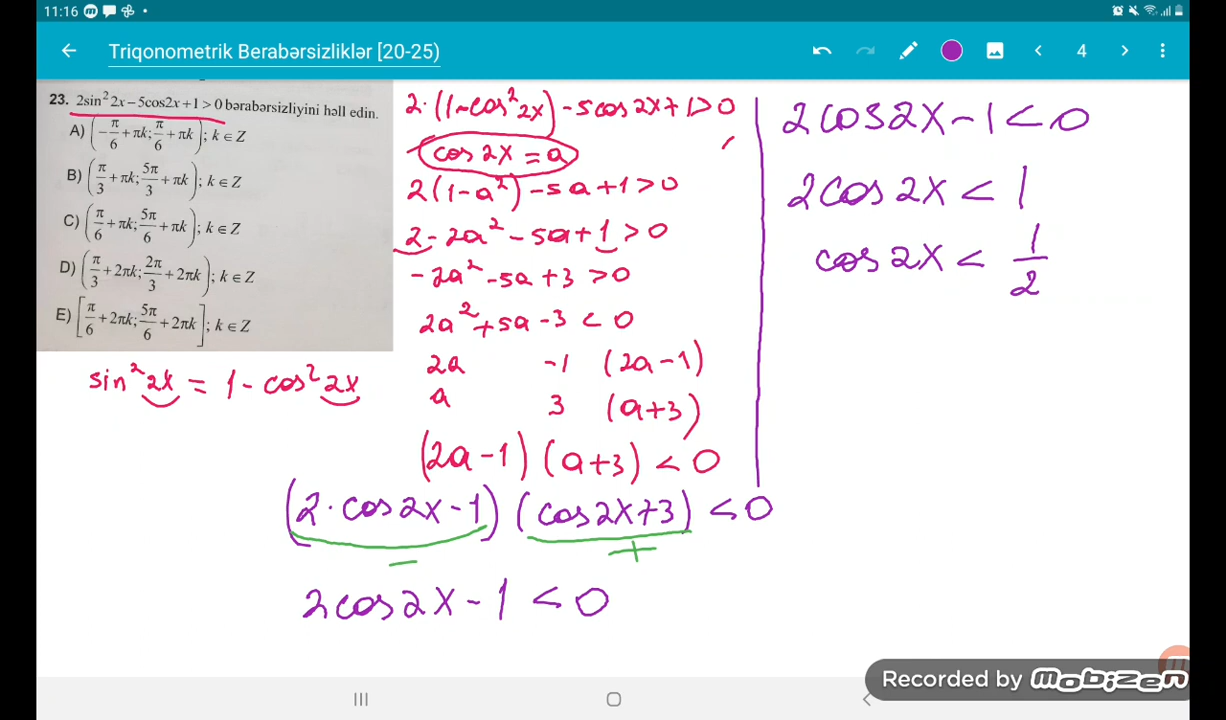 11:16
Triqonometrik Berabərsizliklər [20-25]
4
23. 2sin²2x−5cos2x+1>0 bərabərsizliyini həll edin.
A) (−π/6+πk; π/6+πk); k∈Z
B) (π/3+πk; 5π/3+πk); k∈Z
C) (π/6+πk; 5π/6+πk); k∈Z
D) (π/3+2πk; 2π/3+2πk); k∈Z
E) [π/6+2πk; 5π/6+2πk]; k∈Z
sin²2x = 1 - cos²2x
2·(1-cos²2x) - 5cos2x+1>0
cos2x = a
2(1-a²) - 5a+1>0
2-2a²-5a+1>0
-2a²-5a+3>0
2a²+5a-3<0
2a -1 (2a-1)
a 3 (a+3)
(2a-1)(a+3)<0
(2·cos2x-1)(cos2x+3)<0
- +
2cos2x-1<0
2cos2x-1<0
2cos2x<1
cos2x<1/2
Recorded by mobizen